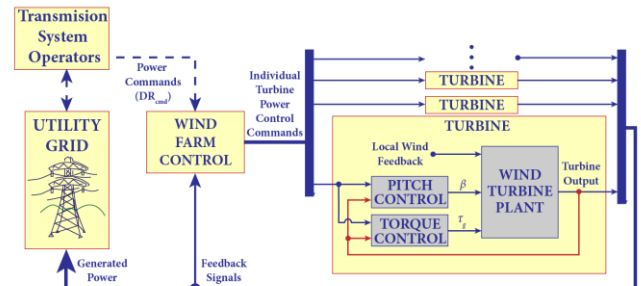 Transmision
System
Operators
Power
Commands
(DRcmd)
UTILITY
GRID
WIND
FARM
CONTROL
Individual
Turbine
Power
Control
Commands
TURBINE
TURBINE
TURBINE
Local Wind
Feedback
PITCH
CONTROL
β
TORQUE
CONTROL
τg
WIND
TURBINE
PLANT
Turbine
Output
Generated
Power
Feedback
Signals